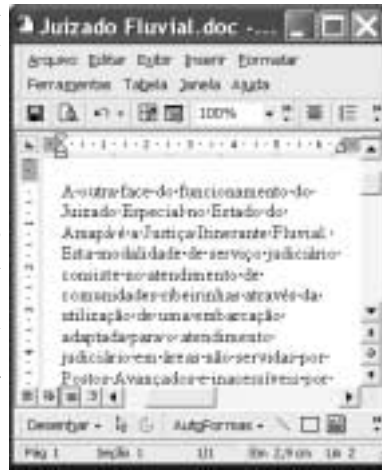 Juizado Fluvial.doc -...
Arquivo Editar Exibir Inserir Formatar
Ferramentas Tabela Janela Ajuda
100%
A·outra·face·do·funcionamento·do·
Juizado·Especial·no·Estado·do·
Amapá·é·a·Justiça·Itinerante·Fluvial.·
Esta·modalidade·de·serviço·judiciário·
consiste·no·atendimento·de·
comunidades·ribeirinhas·através·da·
utilização·de·uma·embarcação·
adaptada·para·o·atendimento·
judiciário·em·áreas·não·servidas·por·
Postos·Avançados·e·inacessíveis·por·
Desenhar AutoFormas
Pág 1 Seção 1 1/1 Em 2,9 cm Lin 2